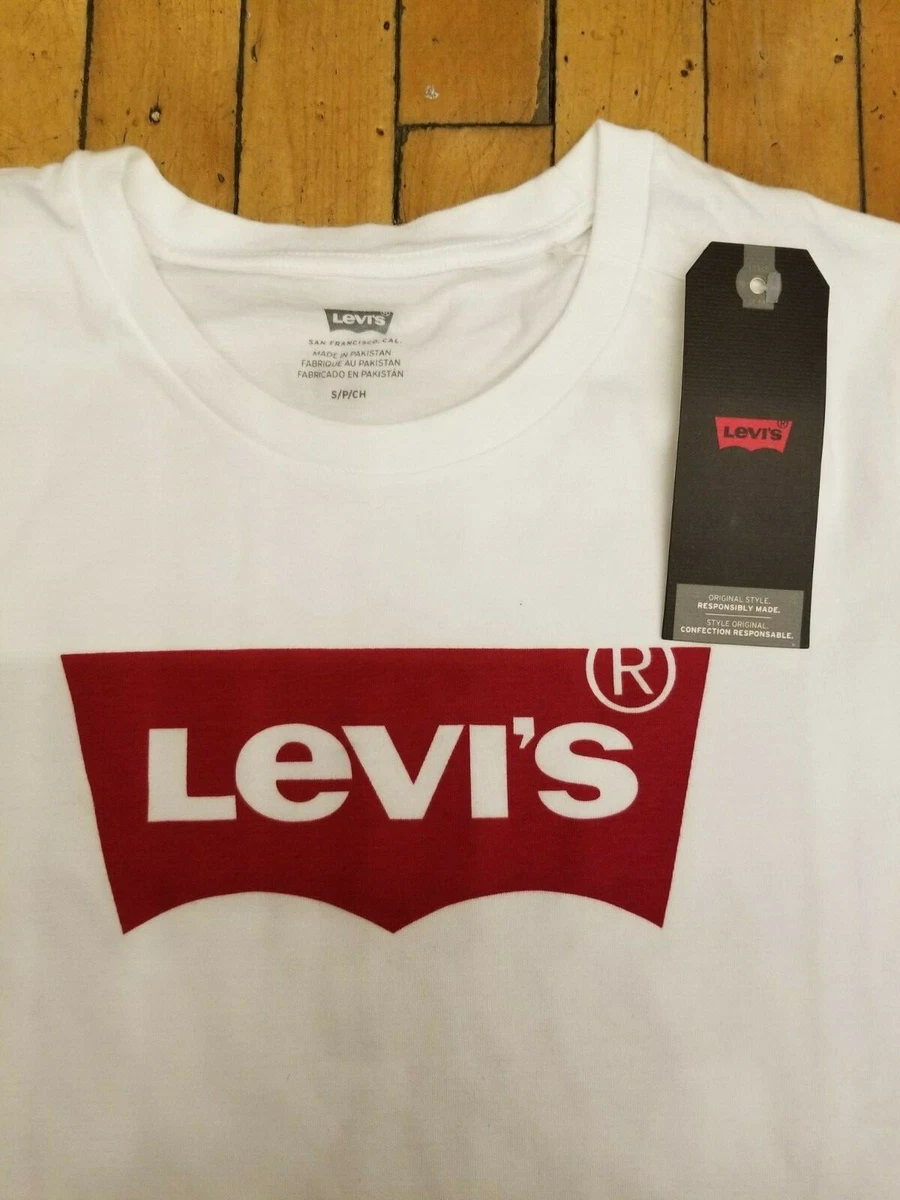 Levi's®
SAN FRANCISCO, CAL.
MADE IN PAKISTAN
FABRIQUE AU PAKISTAN
FABRICADO EN PAKISTÁN
S/P/CH
Levi's®
ORIGINAL STYLE.
RESPONSIBLY MADE.
STYLE ORIGINAL.
CONFECTION RESPONSABLE.
Levi's®